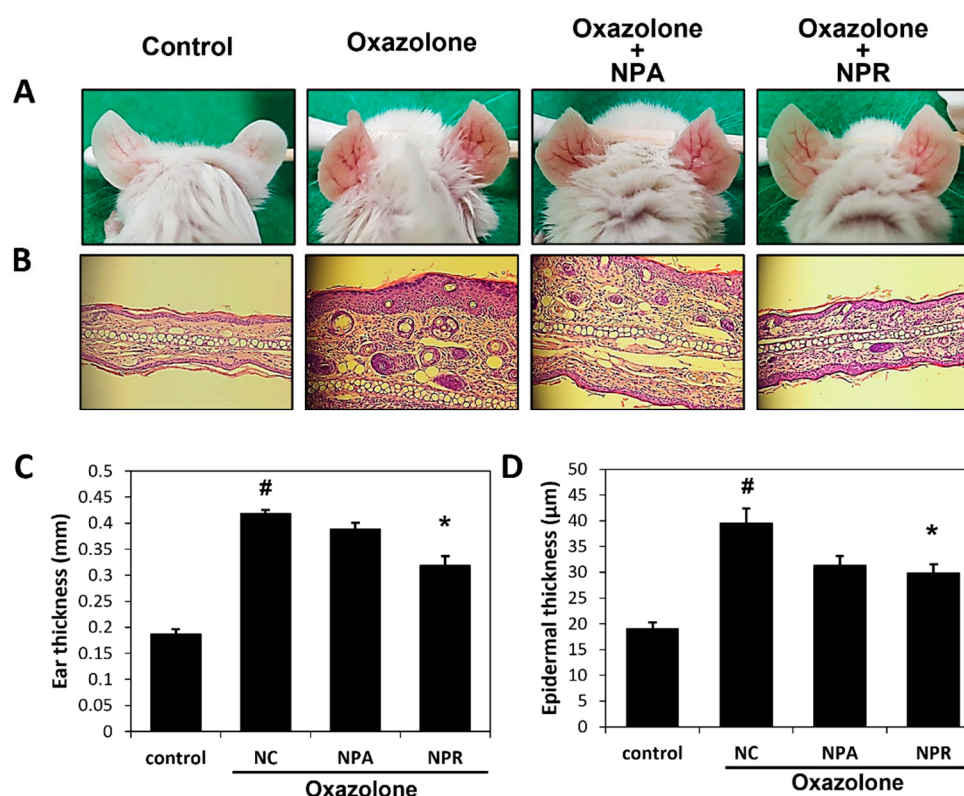 Control
Oxazolone
Oxazolone
+
NPA
Oxazolone
+
NPR
A
B
C
Ear thickness (mm)
0.5
0.45
0.4
0.35
0.3
0.25
0.2
0.15
0.1
0.05
0
#
*
control
NC
NPA
NPR
Oxazolone
D
Epidermal thickness (µm)
50
45
40
35
30
25
20
15
10
5
0
#
*
control
NC
NPA
NPR
Oxazolone